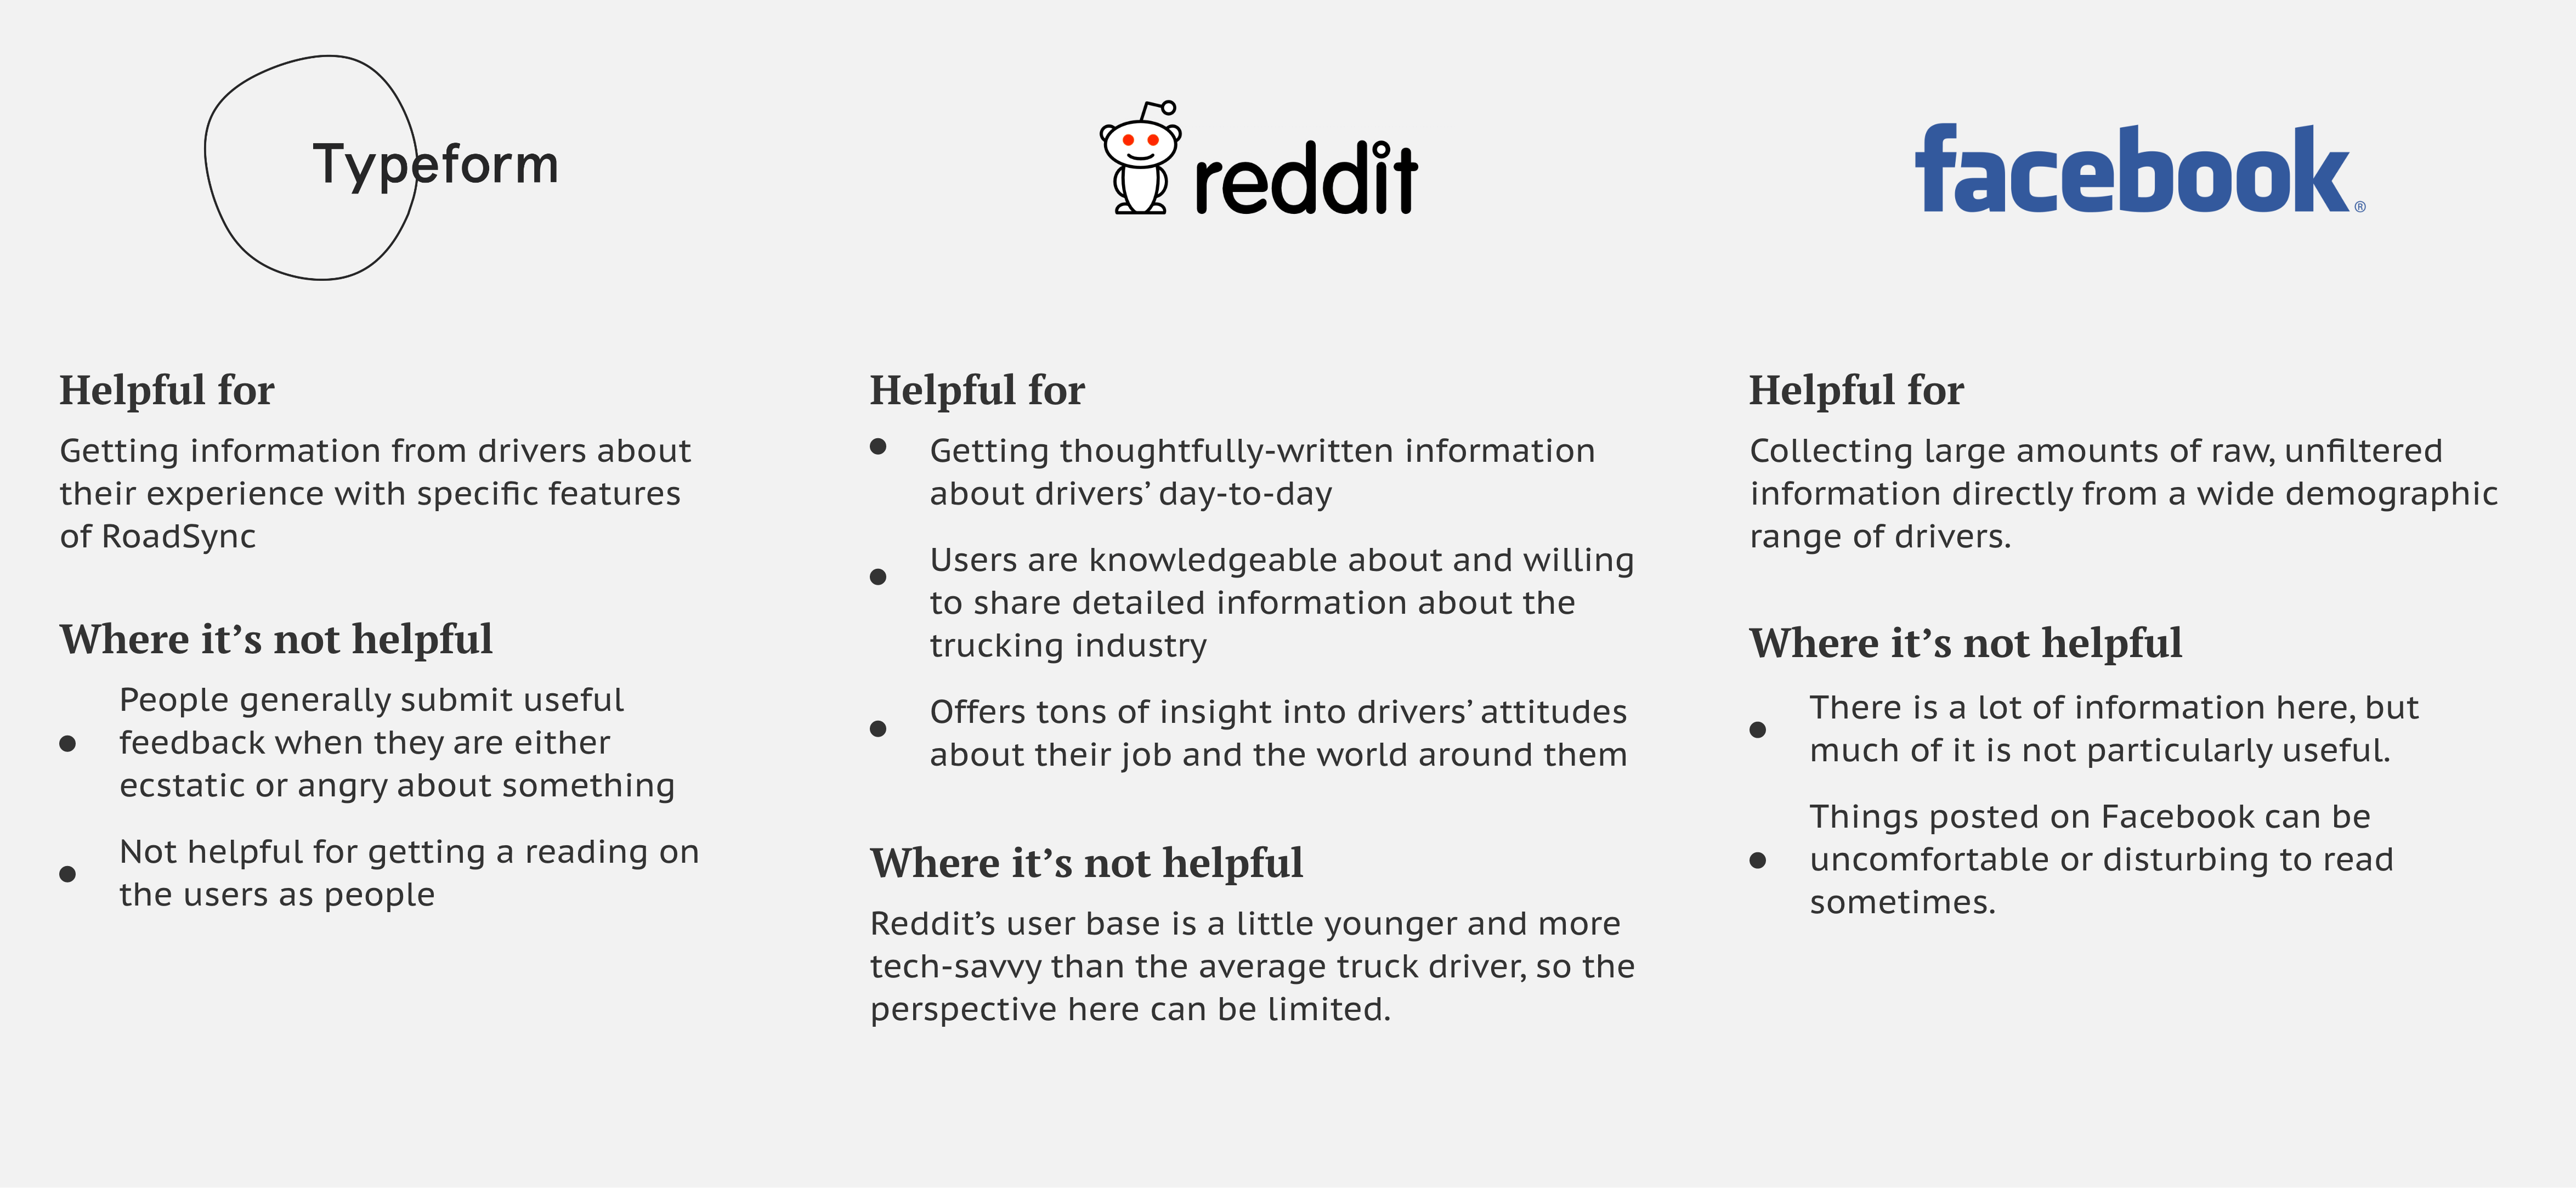 Typeform
Helpful for
Getting information from drivers about
their experience with specific features
of RoadSync
Where it’s not helpful
● People generally submit useful
feedback when they are either
ecstatic or angry about something
● Not helpful for getting a reading on
the users as people
reddit
Helpful for
● Getting thoughtfully-written information
about drivers’ day-to-day
● Users are knowledgeable about and willing
to share detailed information about the
trucking industry
● Offers tons of insight into drivers’ attitudes
about their job and the world around them
Where it’s not helpful
Reddit’s user base is a little younger and more
tech-savvy than the average truck driver, so the
perspective here can be limited.
facebook®
Helpful for
Collecting large amounts of raw, unfiltered
information directly from a wide demographic
range of drivers.
Where it’s not helpful
● There is a lot of information here, but
much of it is not particularly useful.
● Things posted on Facebook can be
uncomfortable or disturbing to read
sometimes.